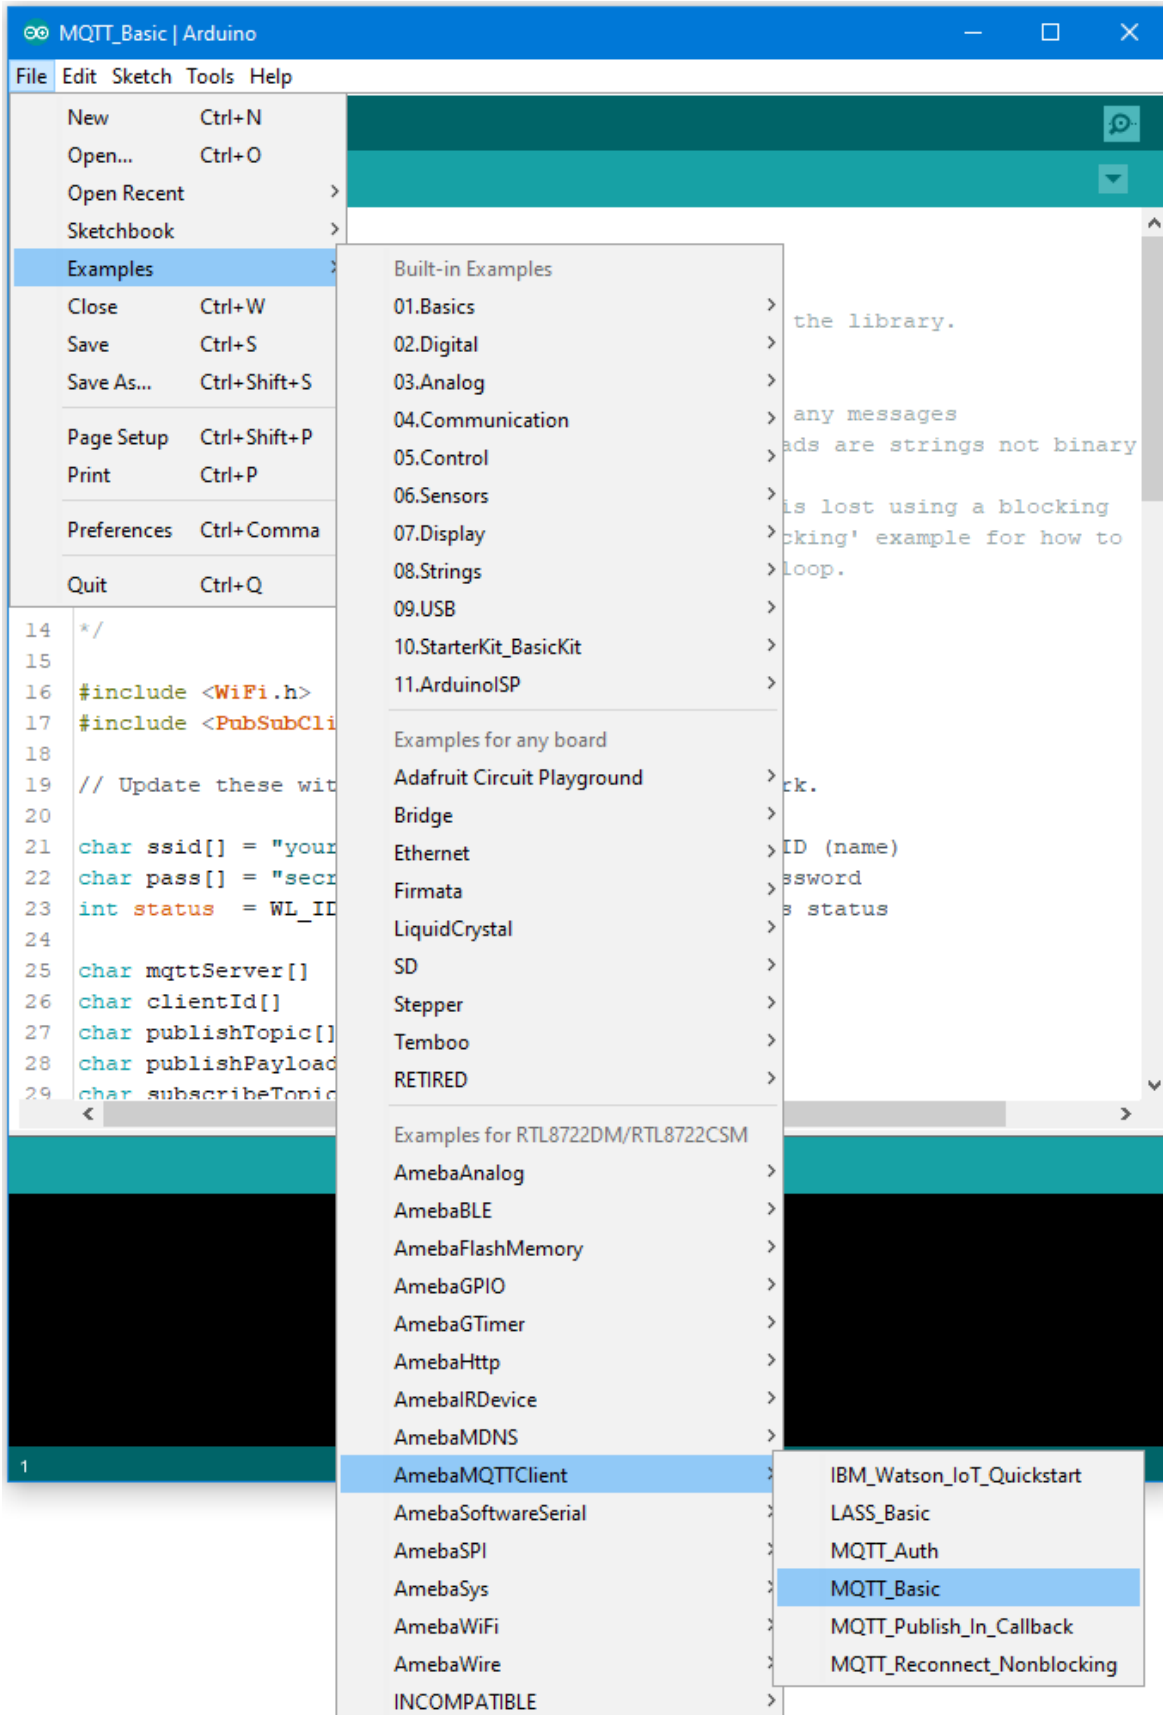 MQTT_Basic | Arduino
File Edit Sketch Tools Help
New Ctrl+N
Open... Ctrl+O
Open Recent
Sketchbook
Examples
Close Ctrl+W
Save Ctrl+S
Save As... Ctrl+Shift+S
Page Setup Ctrl+Shift+P
Print Ctrl+P
Preferences Ctrl+Comma
Quit Ctrl+Q
Built-in Examples
01.Basics
02.Digital
03.Analog
04.Communication
05.Control
06.Sensors
07.Display
08.Strings
09.USB
10.StarterKit_BasicKit
11.ArduinoISP
Examples for any board
Adafruit Circuit Playground
Bridge
Ethernet
Firmata
LiquidCrystal
SD
Stepper
Temboo
RETIRED
Examples for RTL8722DM/RTL8722CSM
AmebaAnalog
AmebaBLE
AmebaFlashMemory
AmebaGPIO
AmebaGTimer
AmebaHttp
AmebaIRDevice
AmebaMDNS
AmebaMQTTClient
AmebaSoftwareSerial
AmebaSPI
AmebaSys
AmebaWiFi
AmebaWire
INCOMPATIBLE
IBM_Watson_IoT_Quickstart
LASS_Basic
MQTT_Auth
MQTT_Basic
MQTT_Publish_In_Callback
MQTT_Reconnect_Nonblocking
the library.
any messages
ads are strings not binary
is lost using a blocking
cking' example for how to
loop.
14 */
15
16 #include <WiFi.h>
17 #include <PubSubCli
18
19 // Update these wit rk.
20
21 char ssid[] = "your ID (name)
22 char pass[] = "secr ssword
23 int status = WL_ID s status
24
25 char mqttServer[]
26 char clientId[]
27 char publishTopic[]
28 char publishPayload
29 char subscribeTopic
1